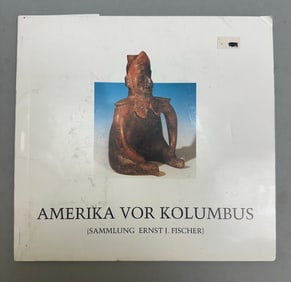 AMERIKA VOR KOLUMBUS
[SAMMLUNG ERNST J. FISCHER]